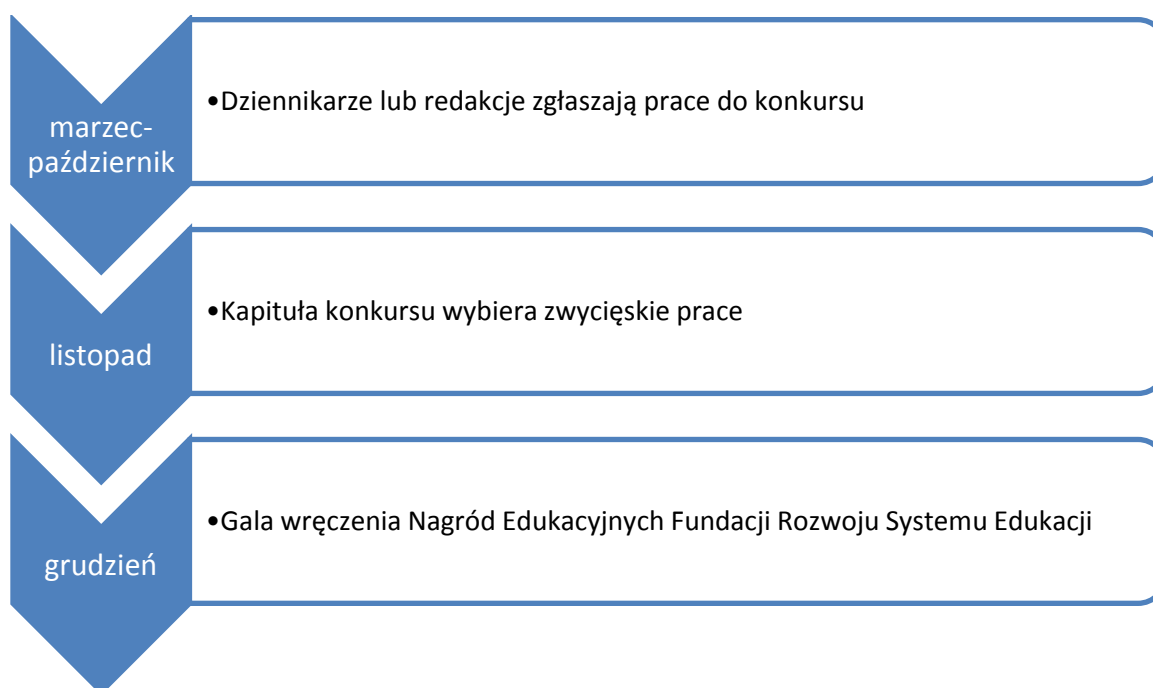 marzec-
październik
•Dziennikarze lub redakcje zgłaszają prace do konkursu
listopad
•Kapituła konkursu wybiera zwycięskie prace
grudzień
•Gala wręczenia Nagród Edukacyjnych Fundacji Rozwoju Systemu Edukacji